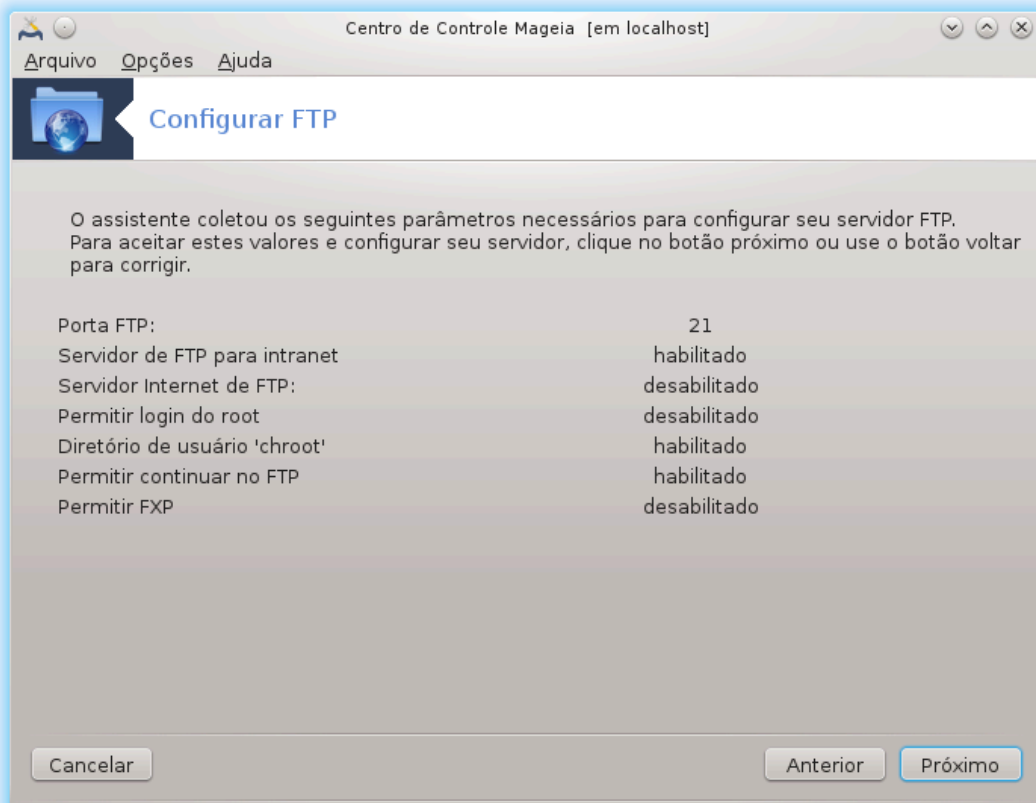 Centro de Controle Mageia [em localhost]
Arquivo Opções Ajuda
Configurar FTP
O assistente coletou os seguintes parâmetros necessários para configurar seu servidor FTP.
Para aceitar estes valores e configurar seu servidor, clique no botão próximo ou use o botão voltar
para corrigir.
Porta FTP: 21
Servidor de FTP para intranet habilitado
Servidor Internet de FTP: desabilitado
Permitir login do root desabilitado
Diretório de usuário 'chroot' habilitado
Permitir continuar no FTP habilitado
Permitir FXP desabilitado
Cancelar Anterior Próximo